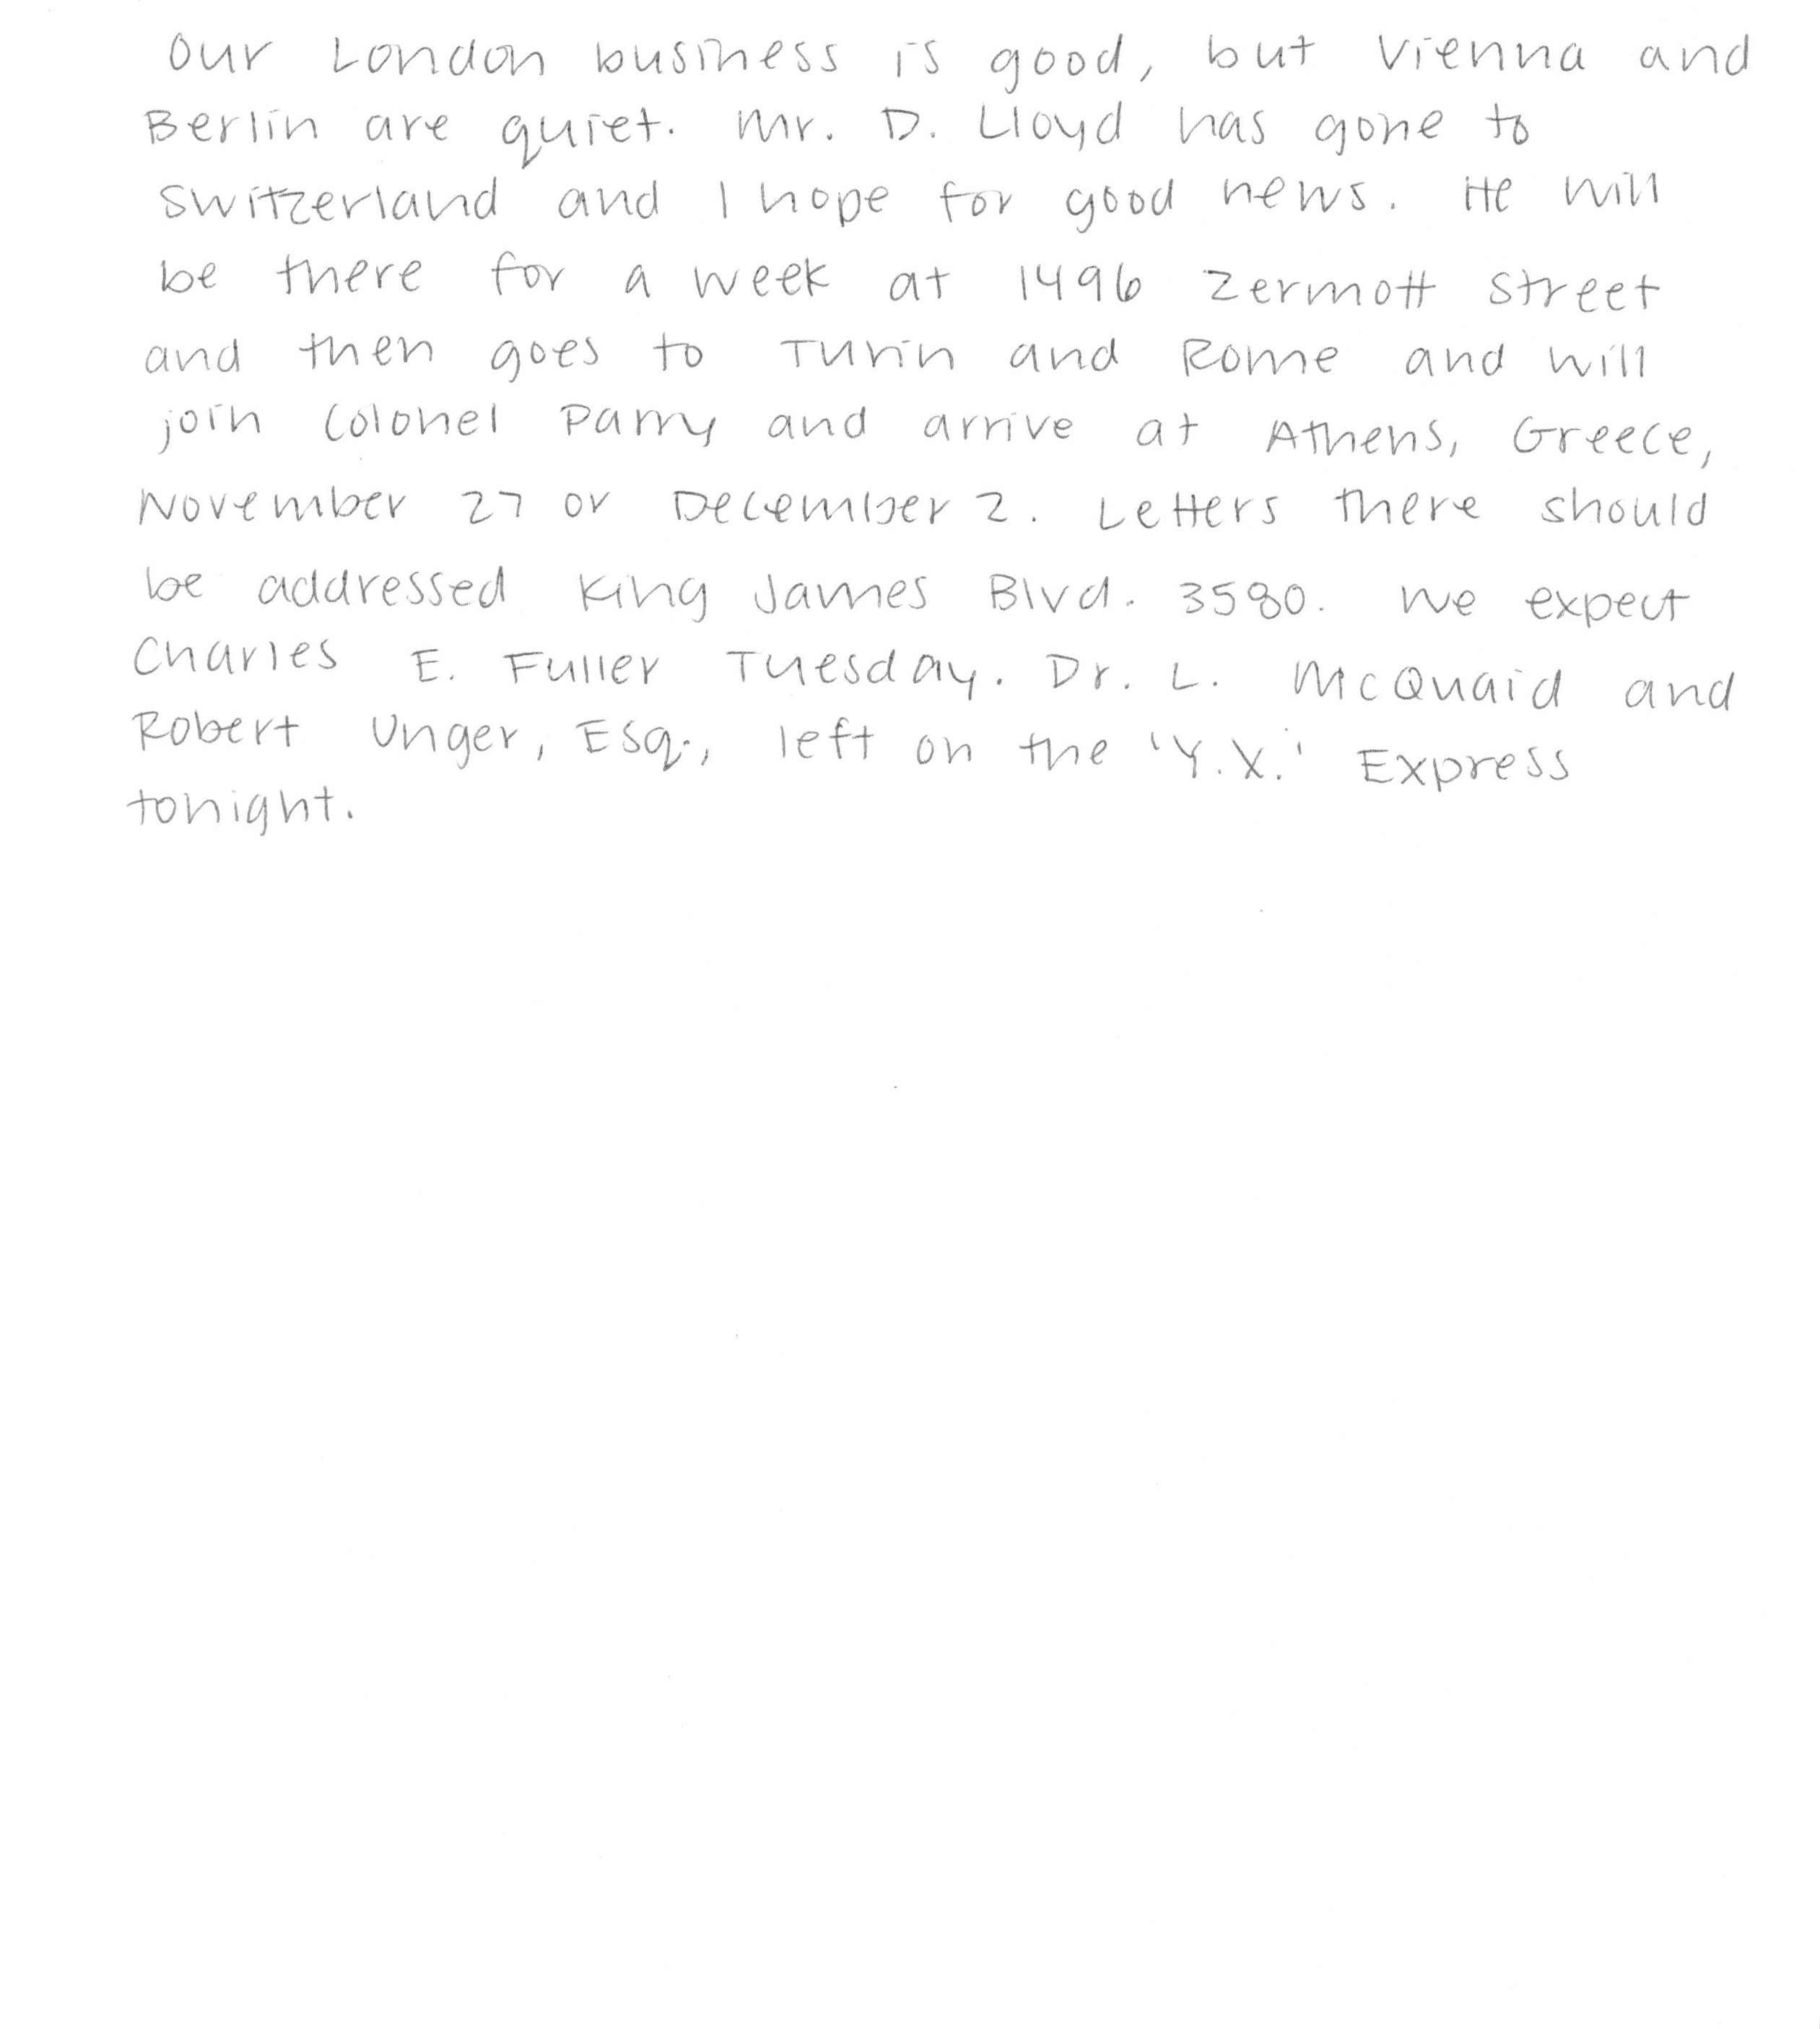 Our London business is good, but Vienna and
Berlin are quiet. Mr. D. Lloyd has gone to
Switzerland and I hope for good news. He will
be there for a week at 1496 Zermott Street
and then goes to Turin and Rome and will
join Colonel Parry and arrive at Athens, Greece,
November 27 or December 2. Letters there should
be addressed King James Blvd. 3580. We expect
Charles E. Fuller Tuesday. Dr. L. McQuaid and
Robert Unger, Esq., left on the 'Y.X.' Express
tonight.